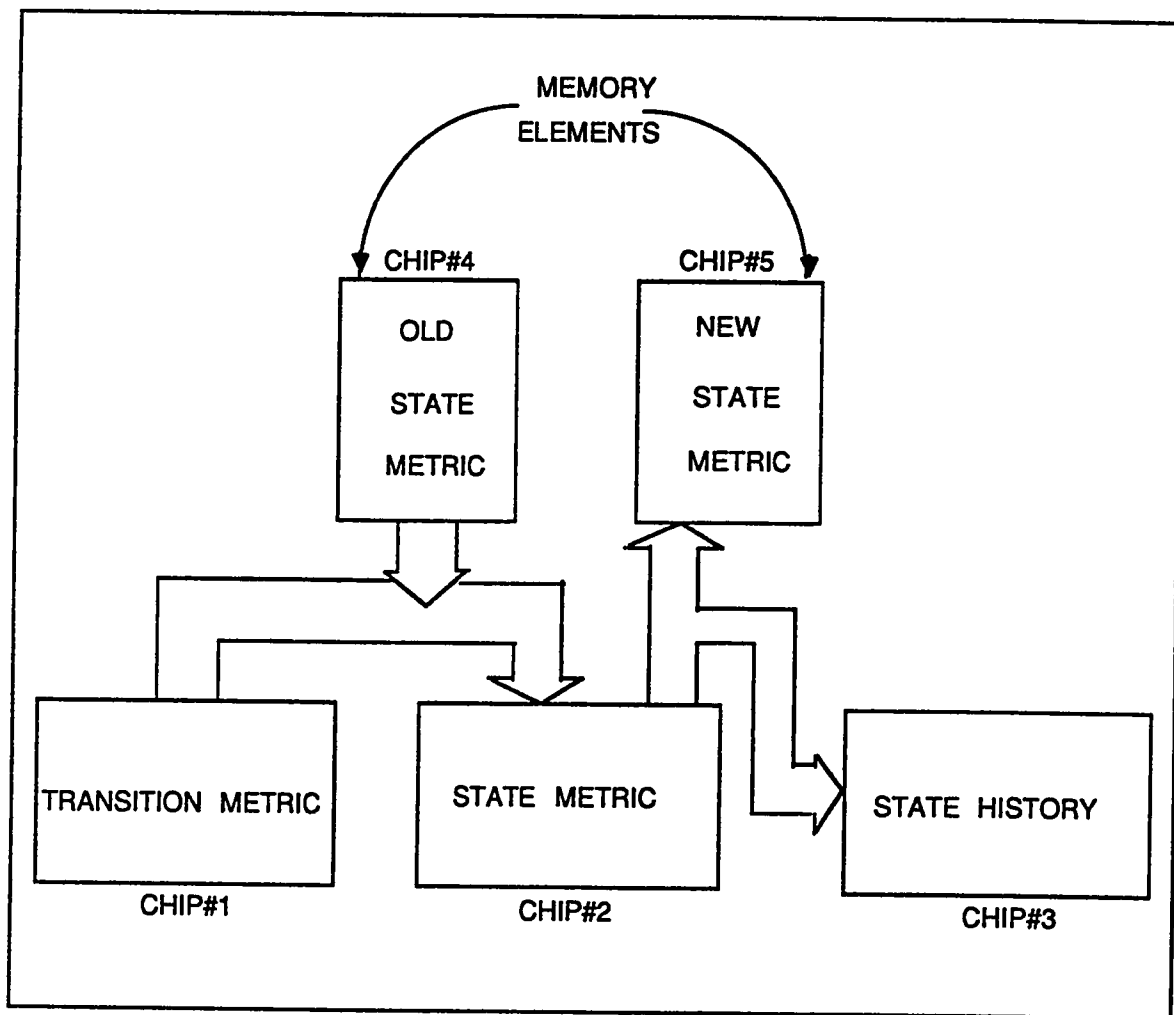 MEMORY
ELEMENTS
CHIP#4
OLD
STATE
METRIC
CHIP#5
NEW
STATE
METRIC
TRANSITION METRIC
CHIP#1
STATE METRIC
CHIP#2
STATE HISTORY
CHIP#3